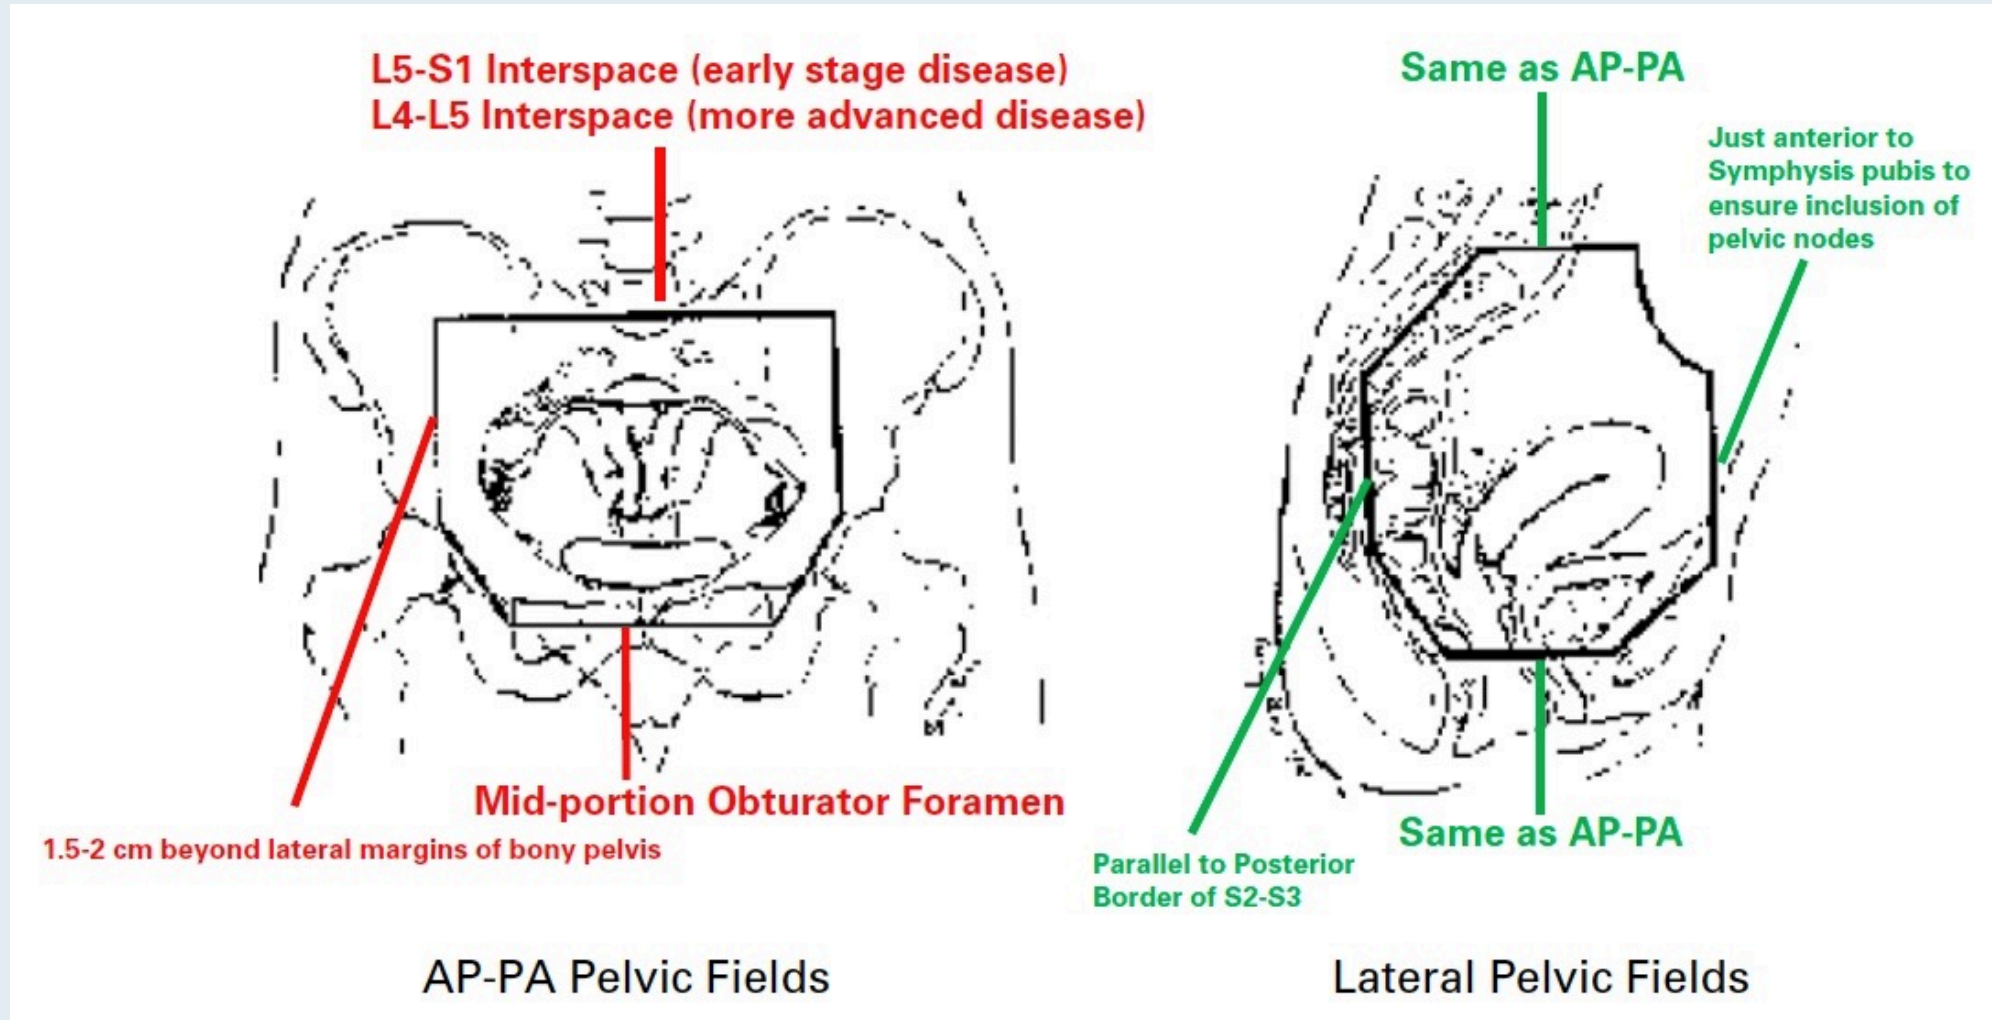 L5-S1 Interspace (early stage disease)
L4-L5 Interspace (more advanced disease)
Mid-portion Obturator Foramen
1.5-2 cm beyond lateral margins of bony pelvis
AP-PA Pelvic Fields
Same as AP-PA
Just anterior to
Symphysis pubis to
ensure inclusion of
pelvic nodes
Same as AP-PA
Parallel to Posterior
Border of S2-S3
Lateral Pelvic Fields